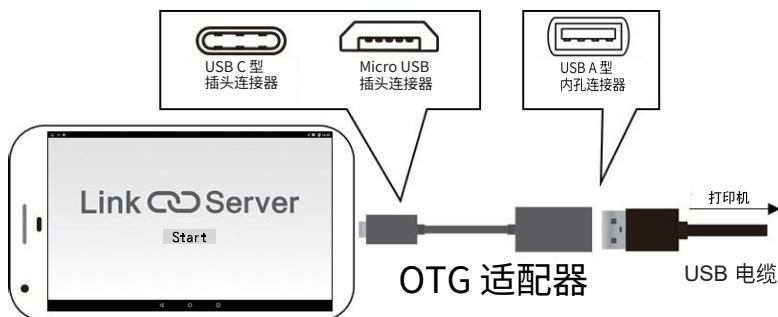 USB C 型
插头连接器
Micro USB
插头连接器
USB A 型
内孔连接器
Link Server
Start
打印机
OTG 适配器
USB 电缆